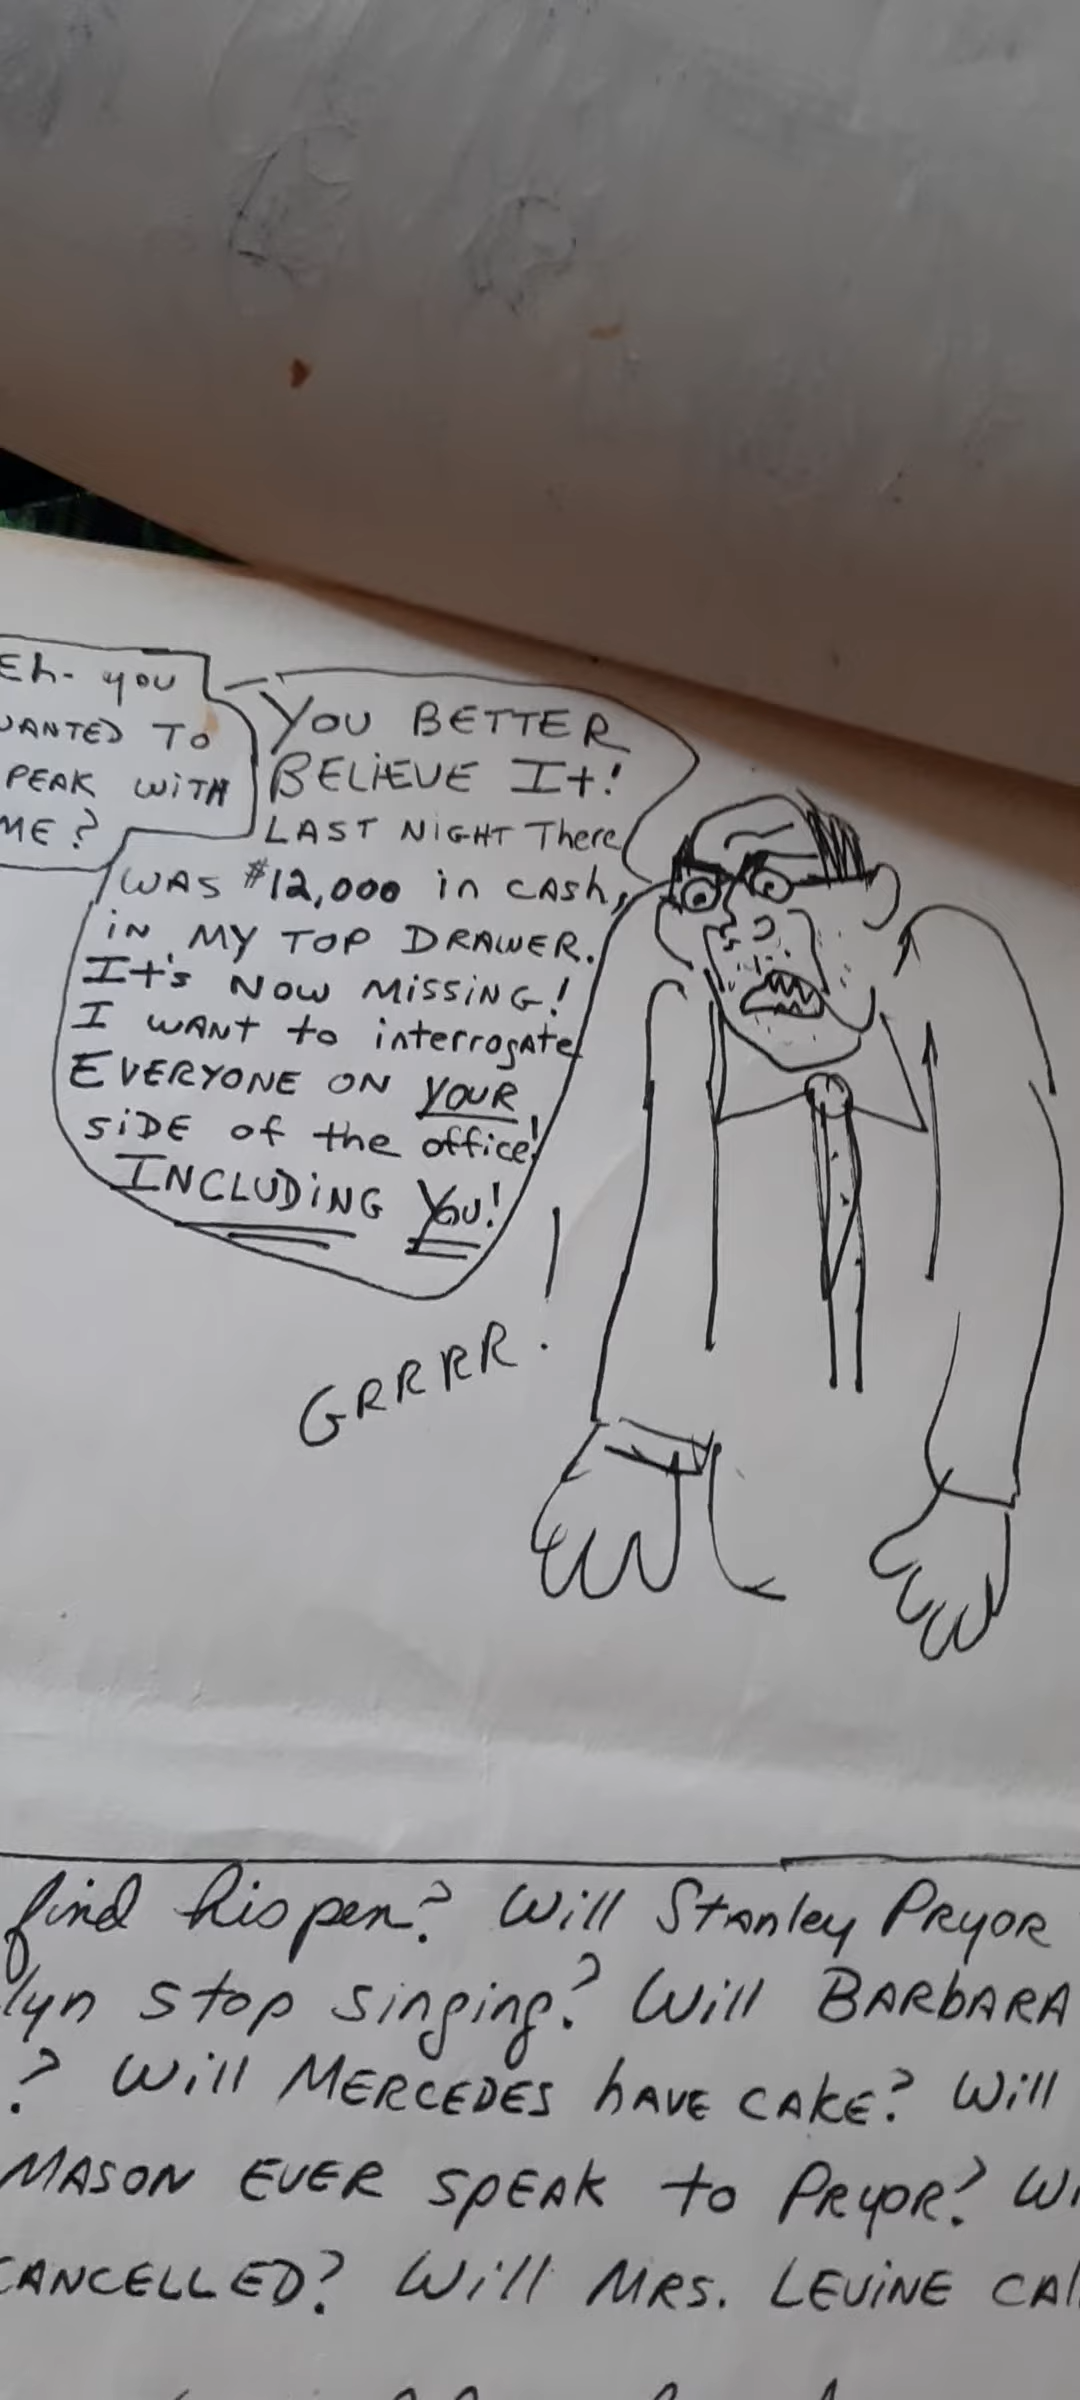 Eh- you
WANTED TO
SPEAK WITH
ME?
YOU BETTER
BELIEVE It!
LAST NIGHT There
WAS $12,000 in CASH,
iN MY TOP DRAWER.
It's NOW MISSING!
I WANT to interrogate
EVERYONE ON YOUR
SiDE of the office!
INCLUDiNG YOU!
GRRRR!
find his pen? Will Stanley PRYOR
lyn stop singing? Will BARbARA
? Will MERCEDES hAVE CAKE? Will
MASON EVER SPEAK to PRYOR? Wi
CANCELLED? Will MRS. LEVINE CAL